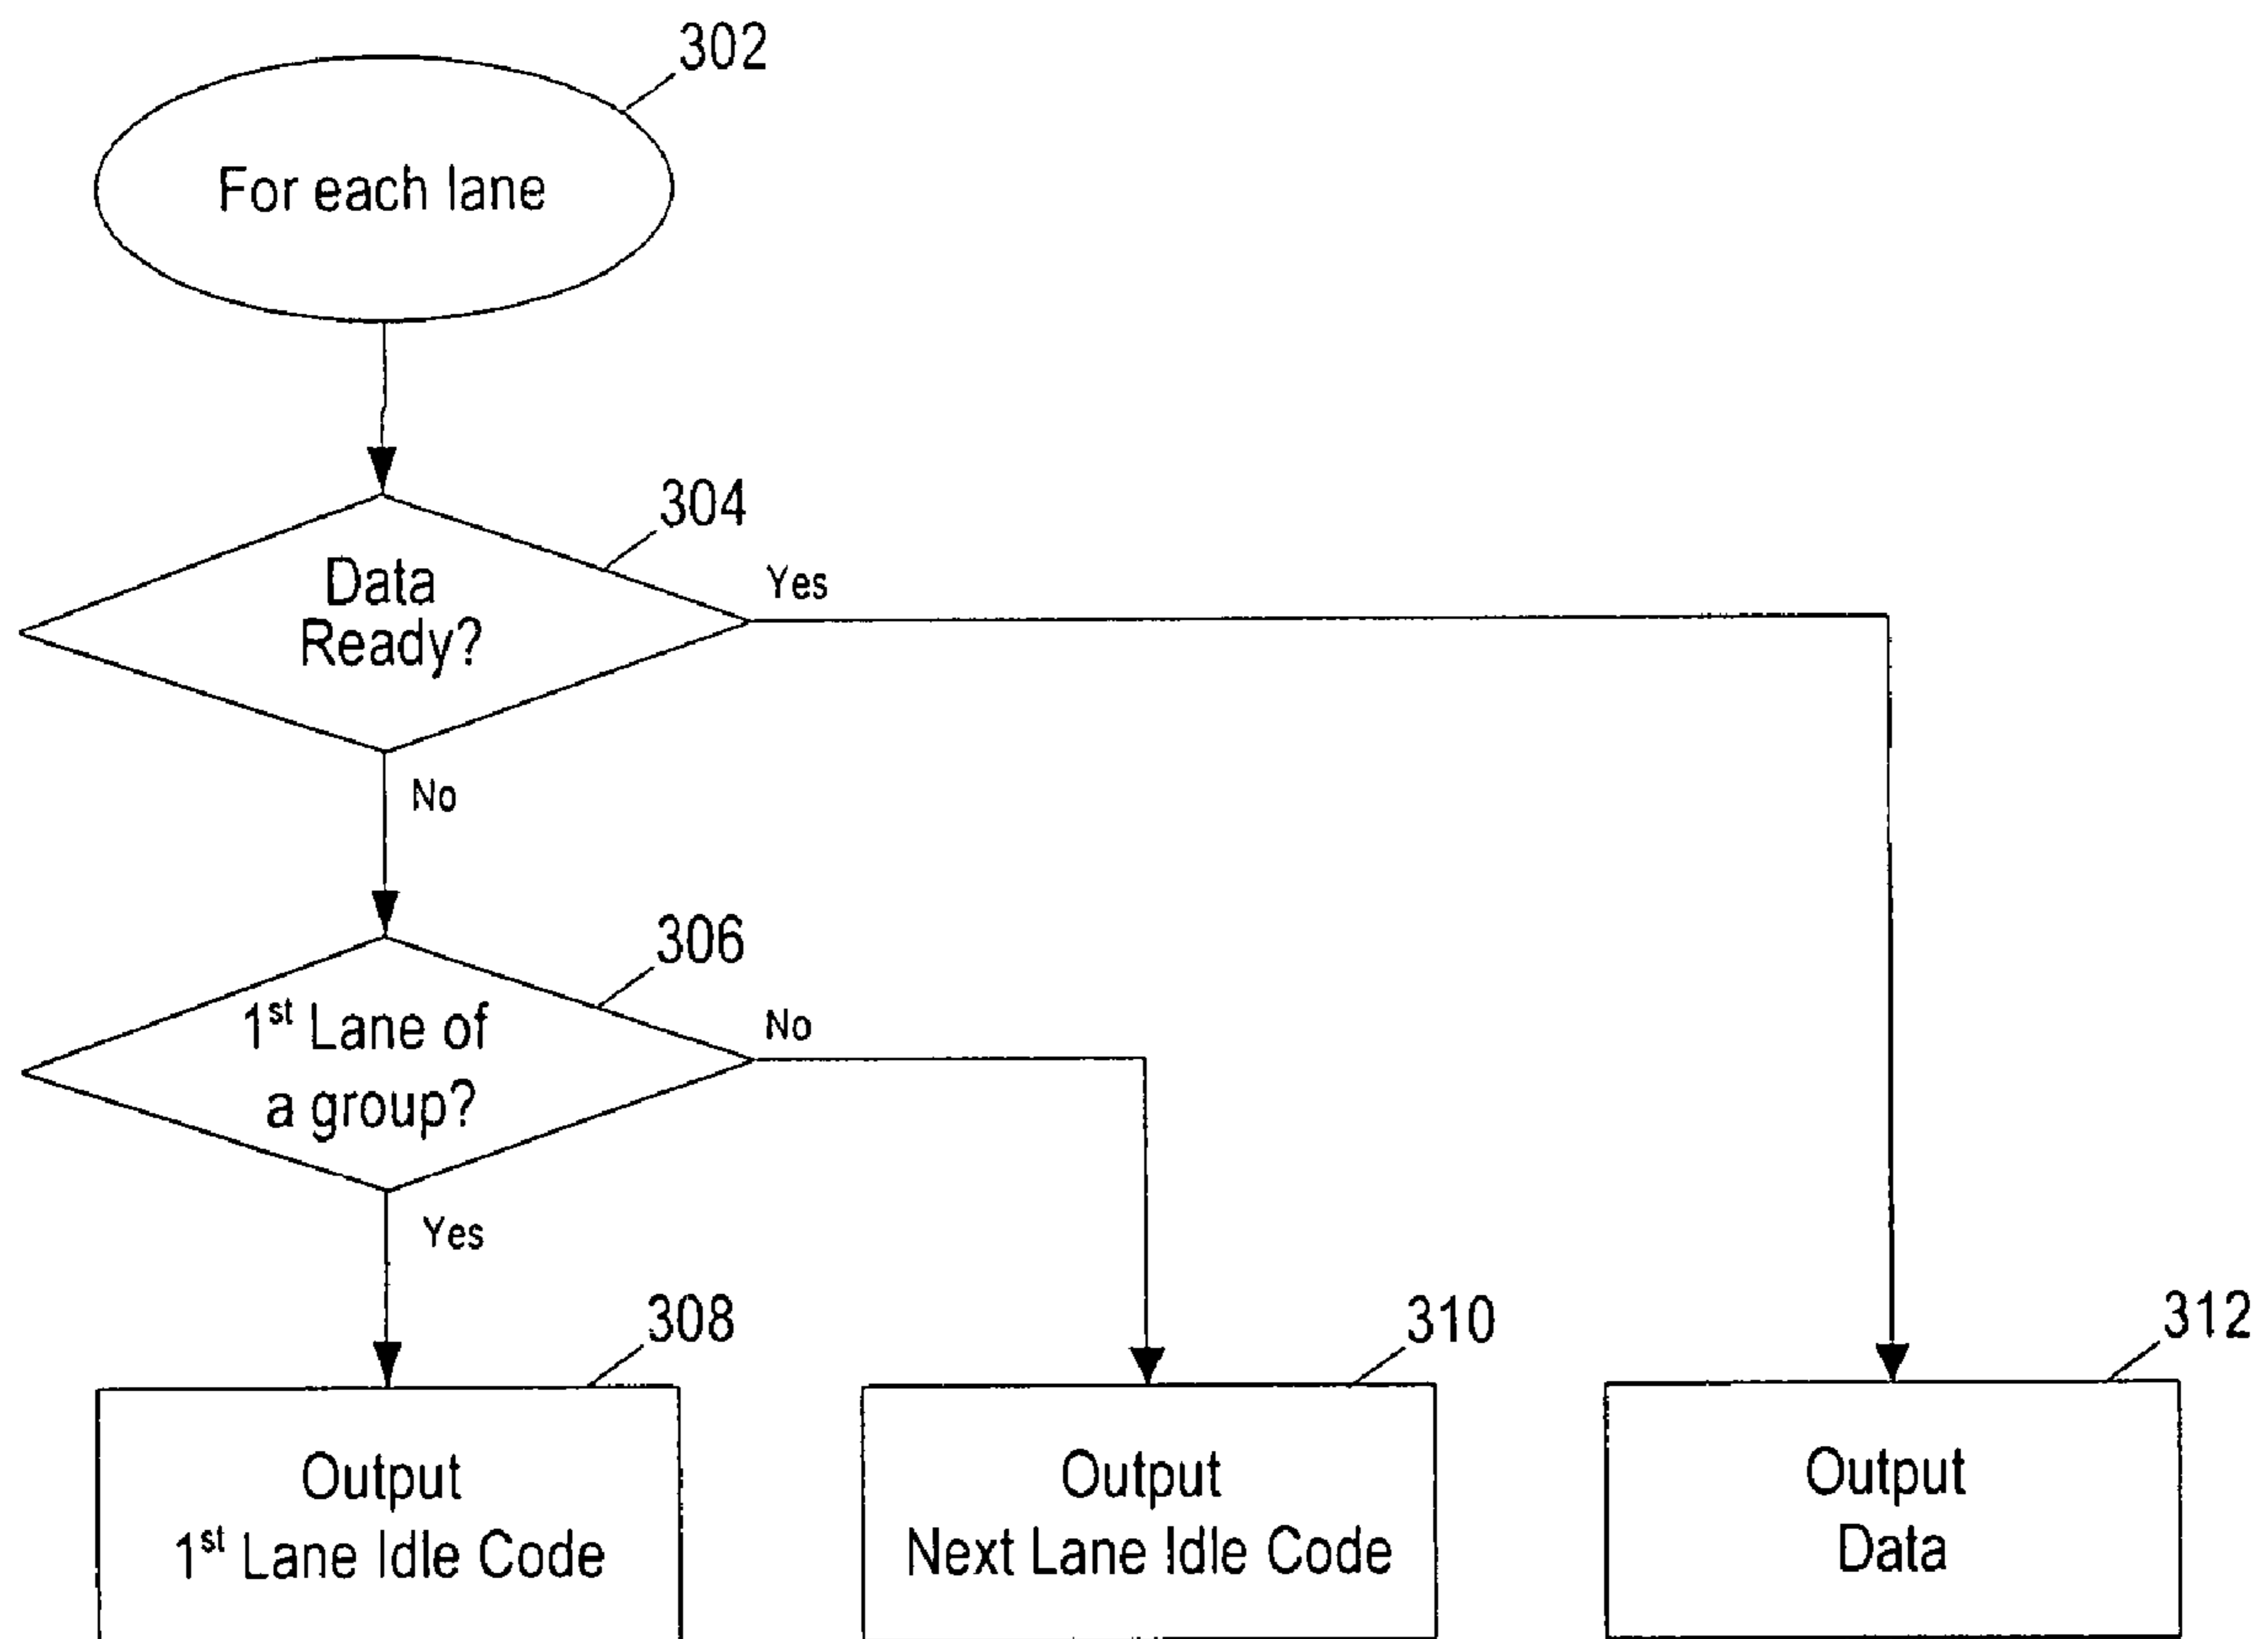 302
For each lane
304
Data
Ready?
Yes
No
306
1st Lane of
a group?
No
Yes
308
Output
1st Lane Idle Code
310
Output
Next Lane Idle Code
312
Output
Data